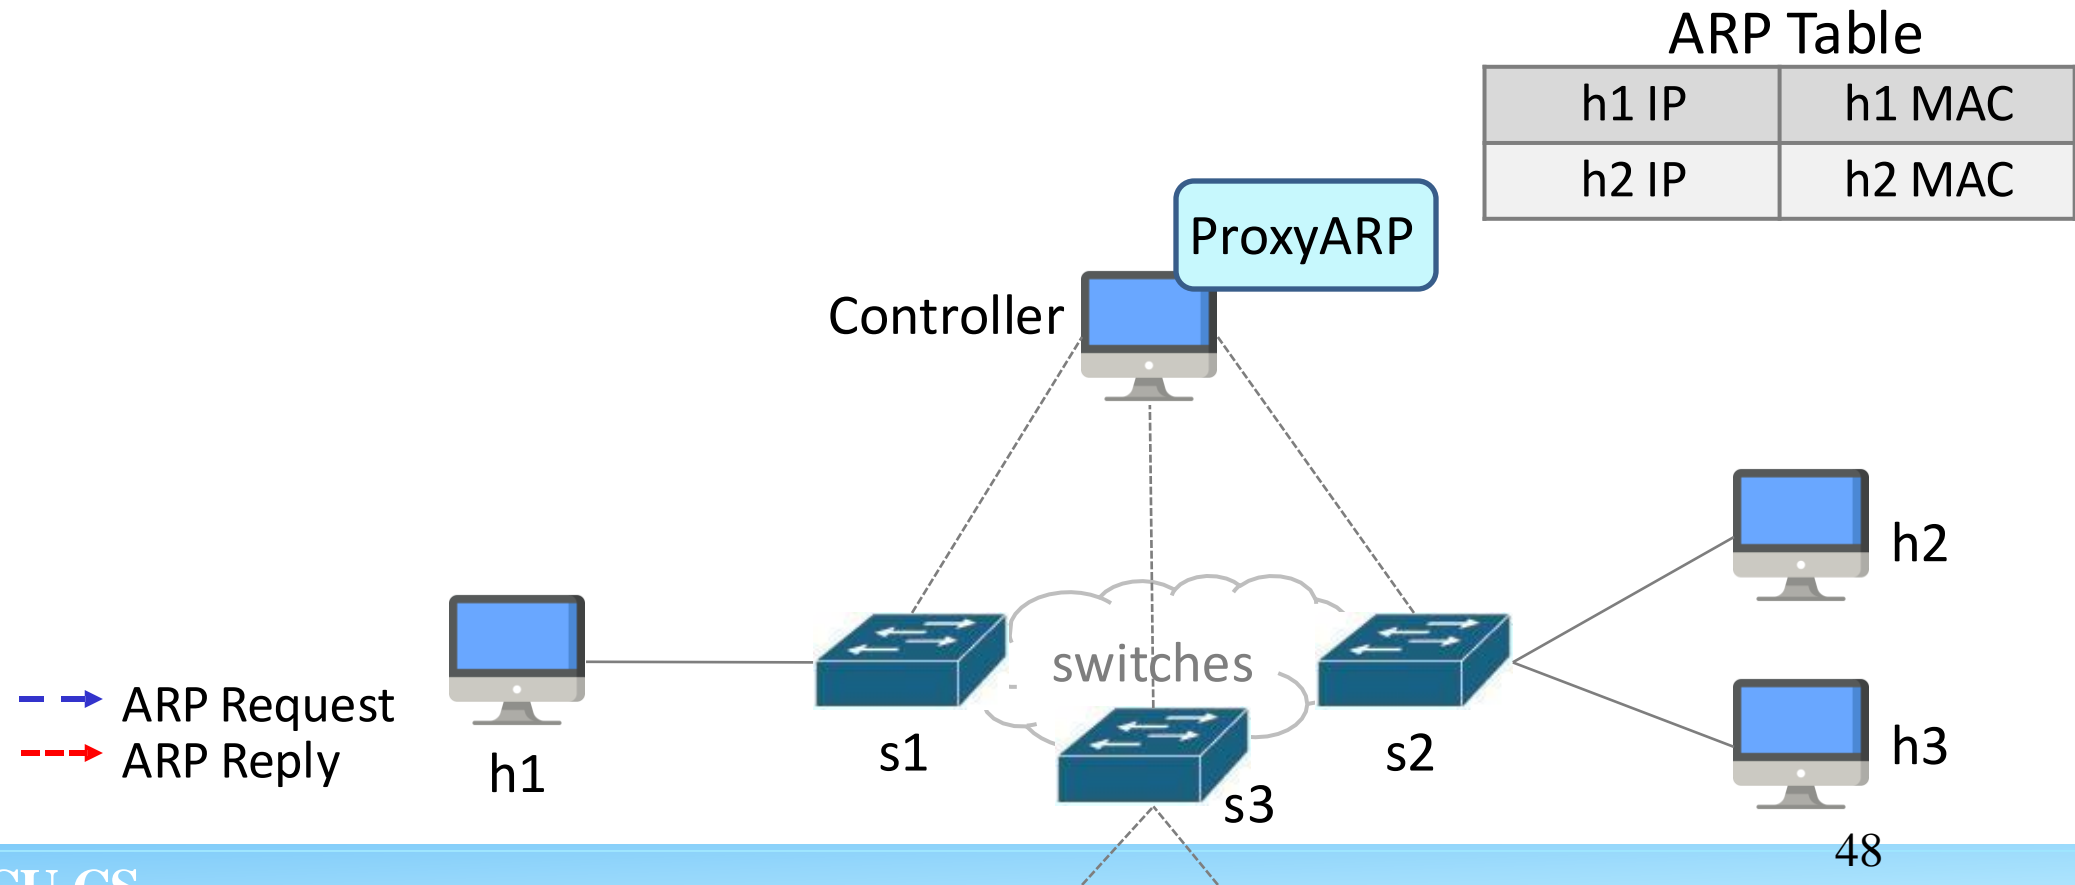 ARP Table
h1 IP h1 MAC
h2 IP h2 MAC
ProxyARP
Controller
h2
switches
ARP Request
ARP Reply
h1
s1
s2
h3
s3
48
CS